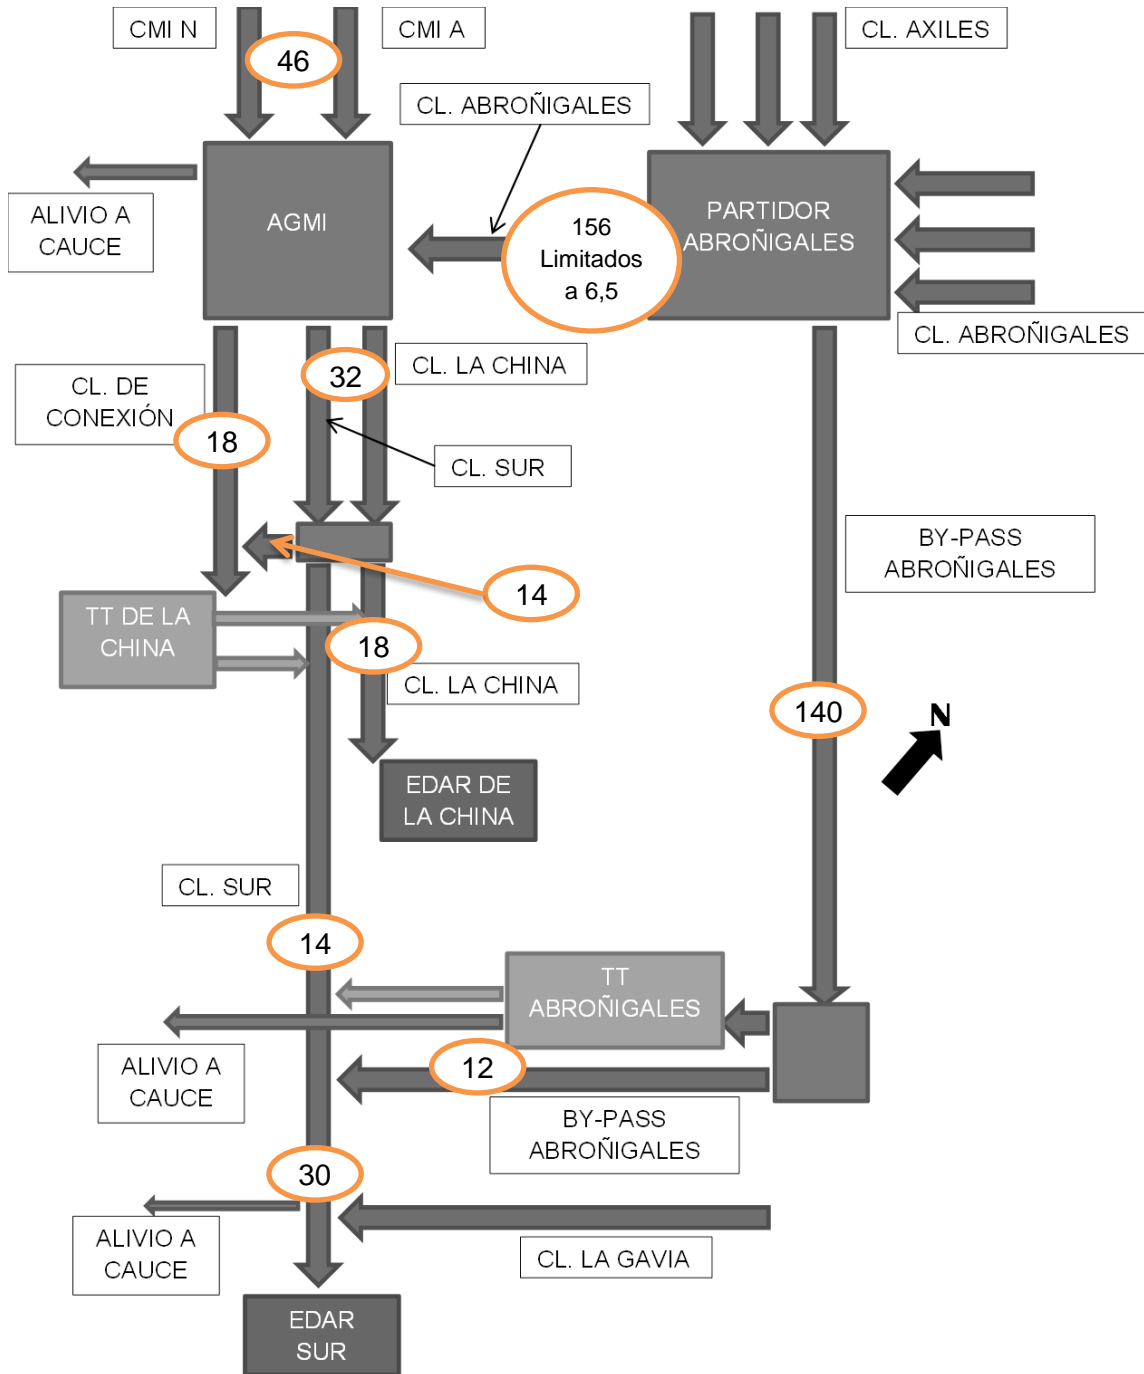 CMI N
46
CMI A
CL. AXILES
CL. ABROÑIGALES
ALIVIO A
CAUCE
AGMI
156
Limitados
a 6,5
PARTIDOR
ABROÑIGALES
CL. ABROÑIGALES
CL. DE
CONEXIÓN
18
32
CL. LA CHINA
CL. SUR
BY-PASS
ABROÑIGALES
14
TT DE LA
CHINA
18
CL. LA CHINA
140
N
EDAR DE
LA CHINA
CL. SUR
14
TT
ABROÑIGALES
ALIVIO A
CAUCE
12
BY-PASS
ABROÑIGALES
30
ALIVIO A
CAUCE
CL. LA GAVIA
EDAR
SUR